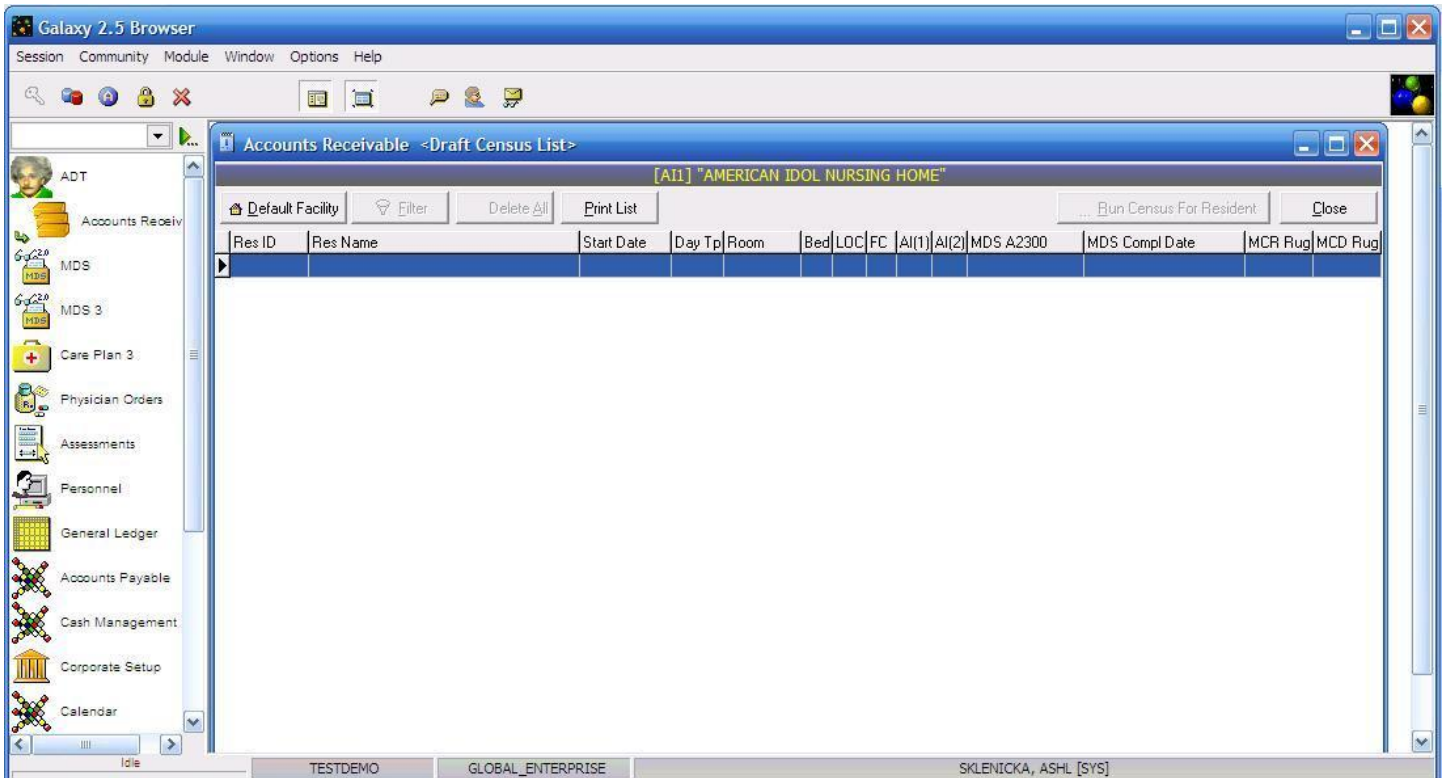 Galaxy 2.5 Browser
Session Community Module Window Options Help
Accounts Receivable <Draft Census List>
[AI1] "AMERICAN IDOL NURSING HOME"
Default Facility Filter Delete All Print List ... Run Census For Resident Close
Res ID Res Name Start Date Day Tp Room Bed LOC FC AI(1) AI(2) MDS A2300 MDS Compl Date MCR Rug MCD Rug
ADT
Accounts Receiv
MDS
MDS 3
Care Plan 3
Physician Orders
Assessments
Personnel
General Ledger
Accounts Payable
Cash Management
Corporate Setup
Calendar
Idle TESTDEMO GLOBAL_ENTERPRISE SKLENICKA, ASHL [SYS]